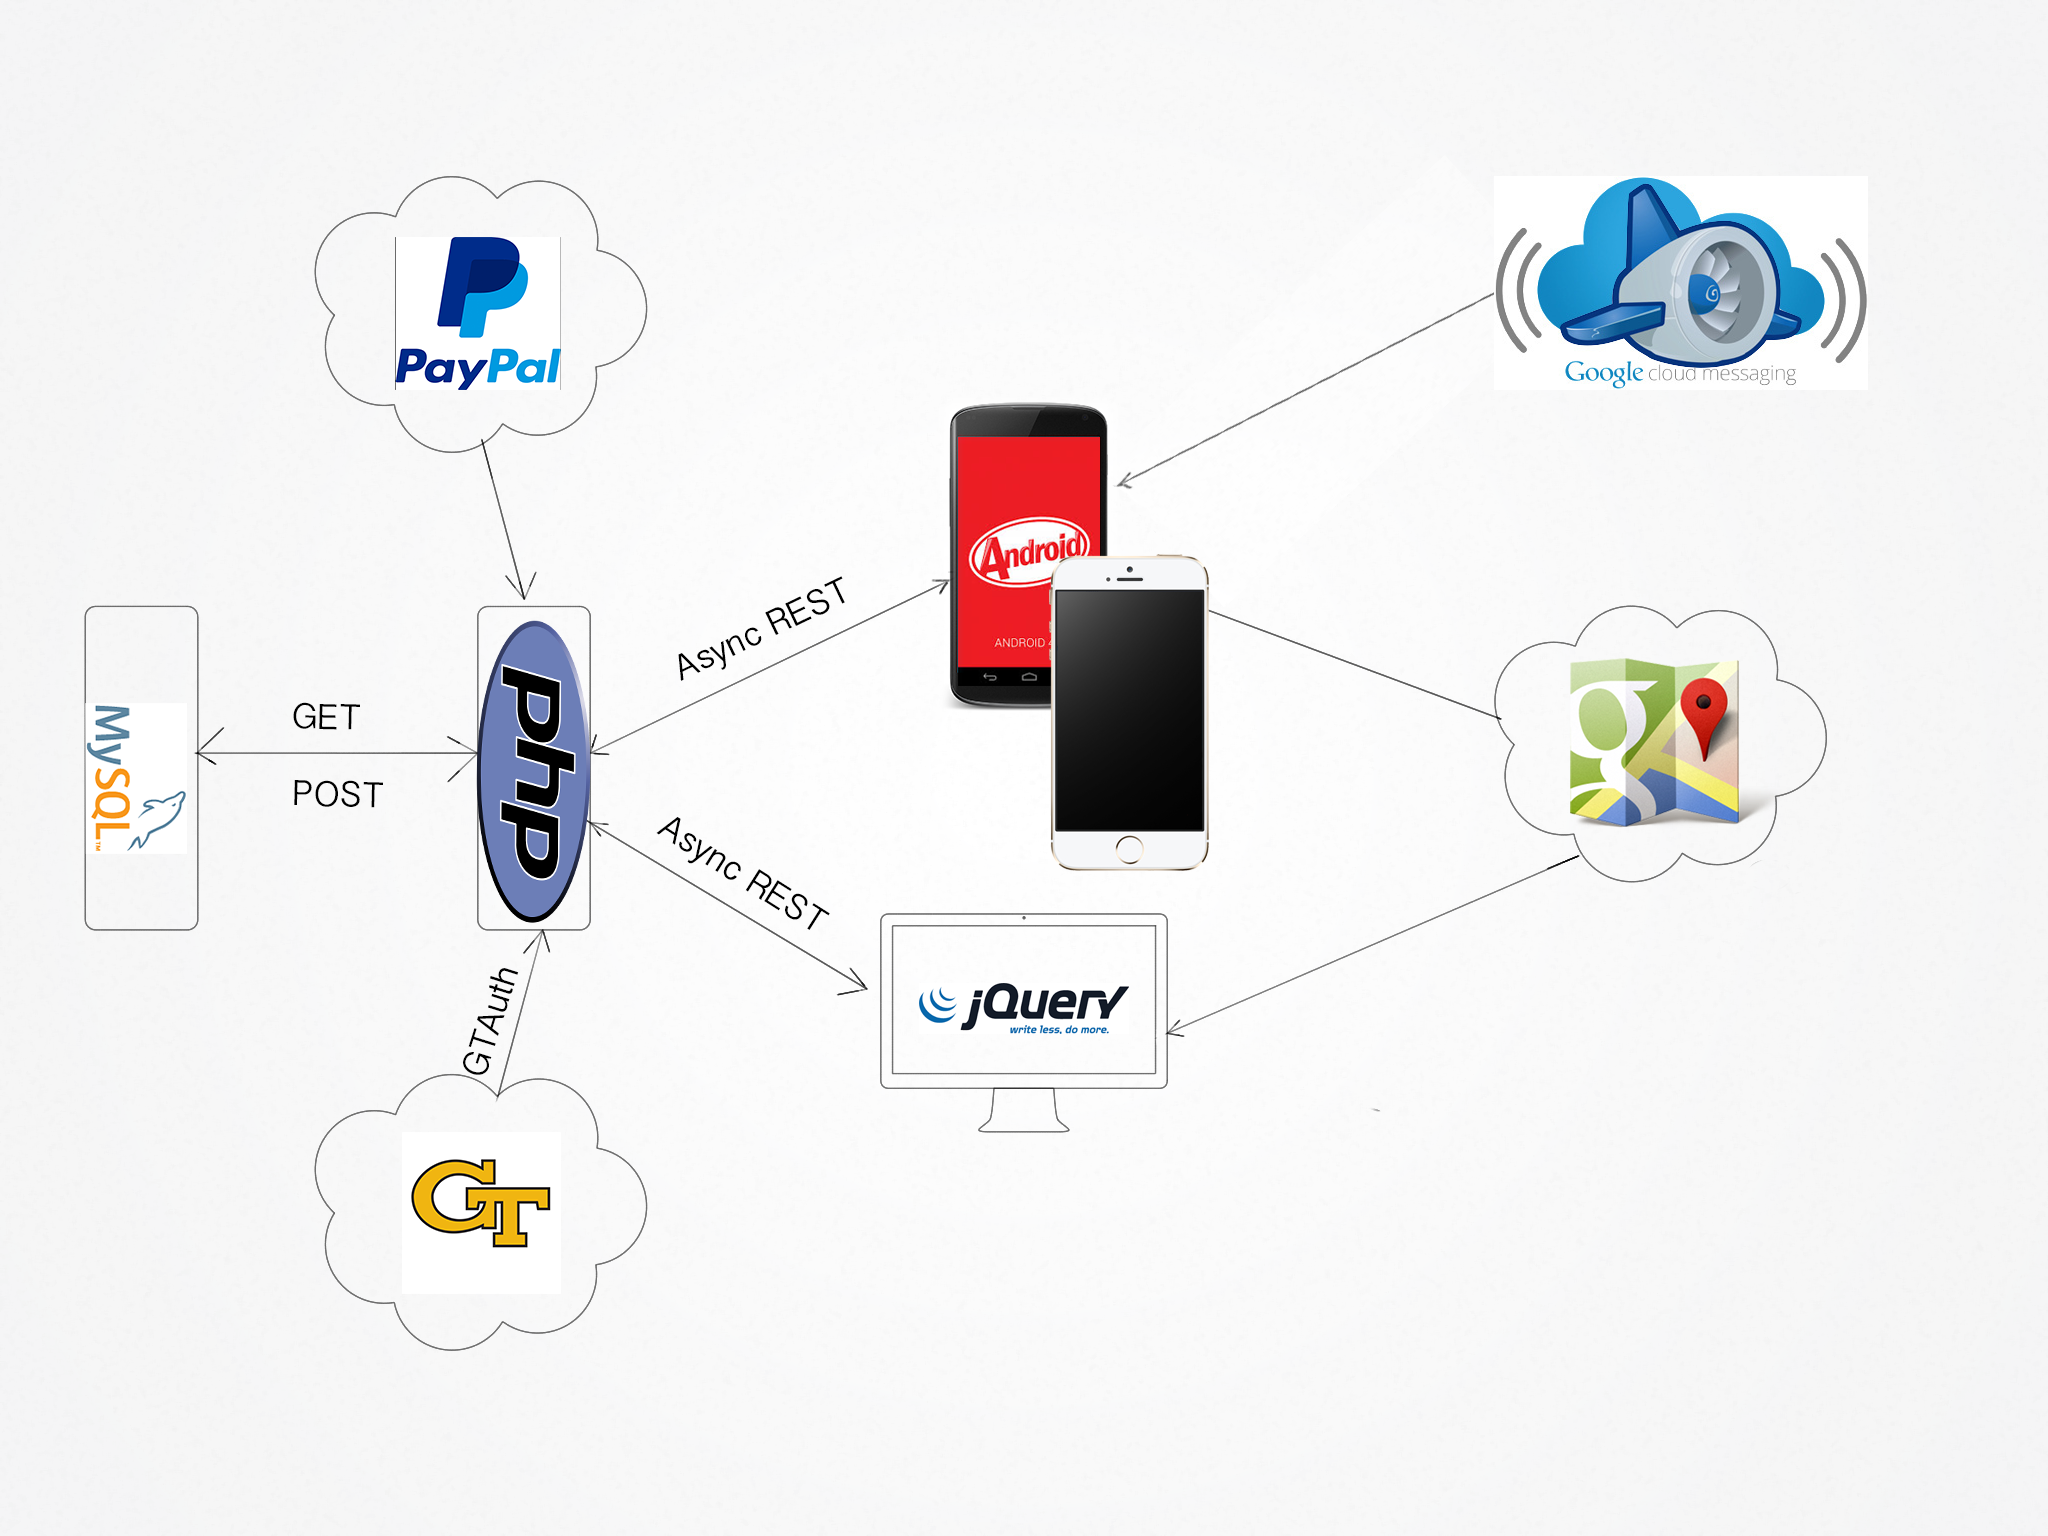 PayPal
Google cloud messaging
Android
ANDROID
Async REST
GET
POST
MySQL™
php
Async REST
jQuery
write less, do more.
GTAuth
GT
g